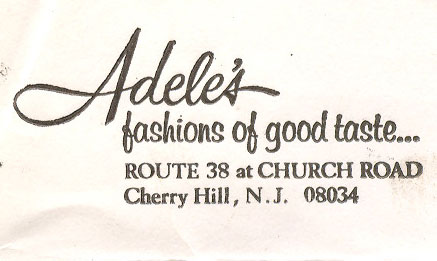 Adele's
fashions of good taste...
ROUTE 38 at CHURCH ROAD
Cherry Hill, N.J. 08034